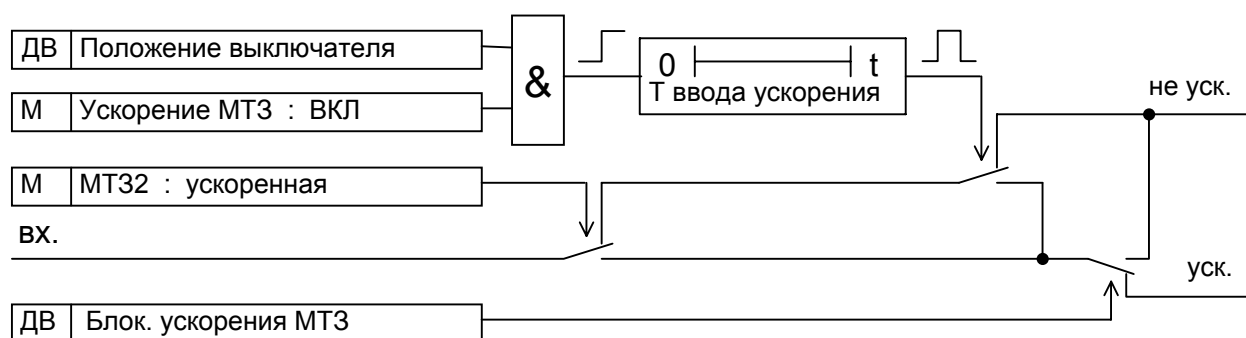 ДВ Положение выключателя
&
0 t
Т ввода ускорения
М Ускорение МТЗ : ВКЛ
не уск.
М МТЗ2 : ускоренная
вх.
уск.
ДВ Блок. ускорения МТЗ